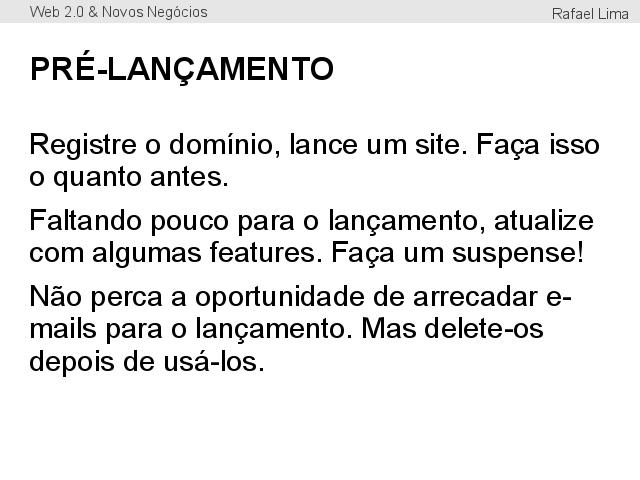 Web 2.0 & Novos Negócios
Rafael Lima
PRÉ-LANÇAMENTO
Registre o domínio, lance um site. Faça isso
o quanto antes.
Faltando pouco para o lançamento, atualize
com algumas features. Faça um suspense!
Não perca a oportunidade de arrecadar e-
mails para o lançamento. Mas delete-os
depois de usá-los.